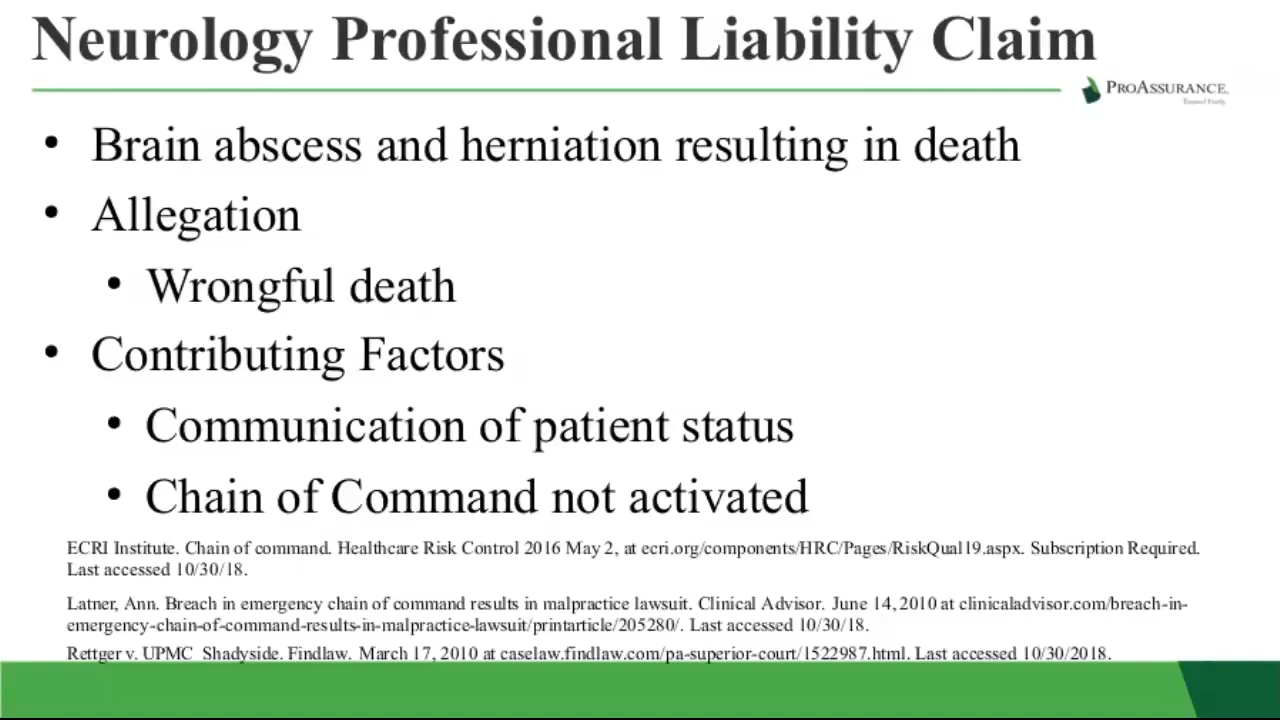 Neurology Professional Liability Claim
PROASSURANCE.
Treated Fairly
• Brain abscess and herniation resulting in death
• Allegation
• Wrongful death
• Contributing Factors
• Communication of patient status
• Chain of Command not activated
ECRI Institute. Chain of command. Healthcare Risk Control 2016 May 2, at ecri.org/components/HRC/Pages/RiskQual19.aspx. Subscription Required.
Last accessed 10/30/18.
Latner, Ann. Breach in emergency chain of command results in malpractice lawsuit. Clinical Advisor. June 14, 2010 at clinicaladvisor.com/breach-in-
emergency-chain-of-command-results-in-malpractice-lawsuit/printarticle/205280/. Last accessed 10/30/18.
Rettger v. UPMC Shadyside. Findlaw. March 17, 2010 at caselaw.findlaw.com/pa-superior-court/1522987.html. Last accessed 10/30/2018.